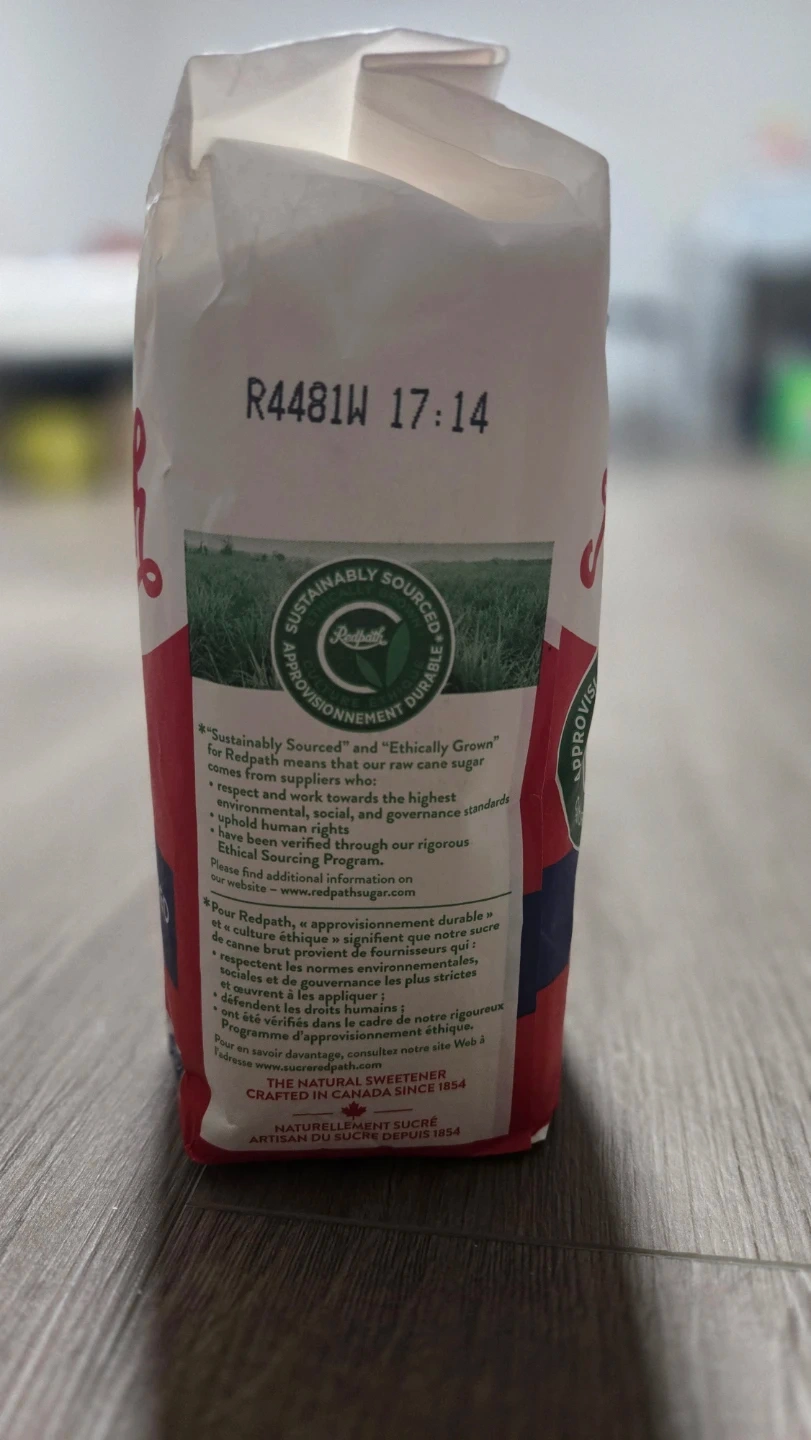 R4481W 17:14
SUSTAINABLY SOURCED*
Redpath
APPROVISIONNEMENT DURABLE*
*"Sustainably Sourced" and "Ethically Grown"
for Redpath means that our raw cane sugar
comes from suppliers who:
• respect and work towards the highest
environmental, social, and governance standards
• uphold human rights
• have been verified through our rigorous
Ethical Sourcing Program.
Please find additional information on
our website – www.redpathsugar.com
*Pour Redpath, « approvisionnement durable »
et « culture éthique » signifient que notre sucre
de canne brut provient de fournisseurs qui :
• respectent les normes environnementales,
sociales et de gouvernance les plus strictes
et œuvrent à les appliquer ;
• défendent les droits humains ;
• ont été vérifiés dans le cadre de notre rigoureux
Programme d'approvisionnement éthique.
Pour en savoir davantage, consultez notre site Web à
l'adresse www.sucreredpath.com
THE NATURAL SWEETENER
CRAFTED IN CANADA SINCE 1854
NATURELLEMENT SUCRÉ
ARTISAN DU SUCRE DEPUIS 1854